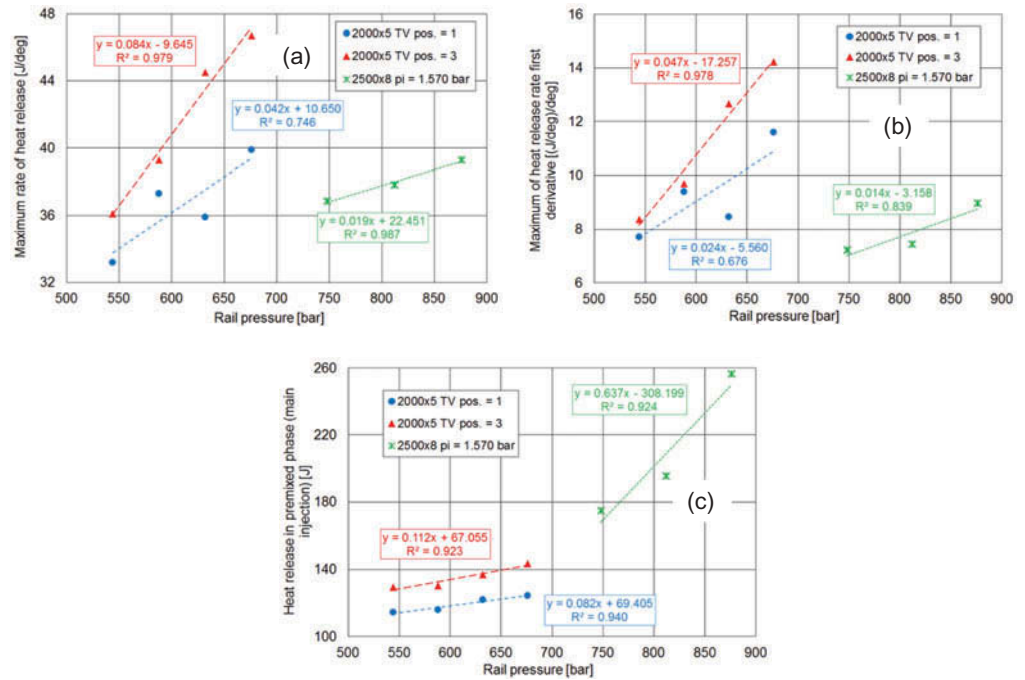 48
44
40
36
32
500 550 600 650 700 750 800 850 900
Maximum rate of heat release [J/deg]
Rail pressure [bar]
y = 0.084x - 9.645
R² = 0.979
(a)
2000x5 TV pos. = 1
2000x5 TV pos. = 3
2500x8 pi = 1.570 bar
y = 0.042x + 10.650
R² = 0.746
y = 0.019x + 22.451
R² = 0.987
16
14
12
10
8
6
500 550 600 650 700 750 800 850 900
Maximum of heat release rate first
derivative [(J/deg)/deg]
Rail pressure [bar]
y = 0.047x - 17.257
R² = 0.978
2000x5 TV pos. = 1
2000x5 TV pos. = 3
2500x8 pi = 1.570 bar
(b)
y = 0.014x - 3.158
R² = 0.839
y = 0.024x - 5.560
R² = 0.676
260
220
180
140
100
500 550 600 650 700 750 800 850 900
Heat release in premixed phase (main
injection) [J]
Rail pressure [bar]
2000x5 TV pos. = 1
2000x5 TV pos. = 3
2500x8 pi = 1.570 bar
y = 0.637x - 308.199
R² = 0.924
(c)
y = 0.112x + 67.055
R² = 0.923
y = 0.082x + 69.405
R² = 0.940